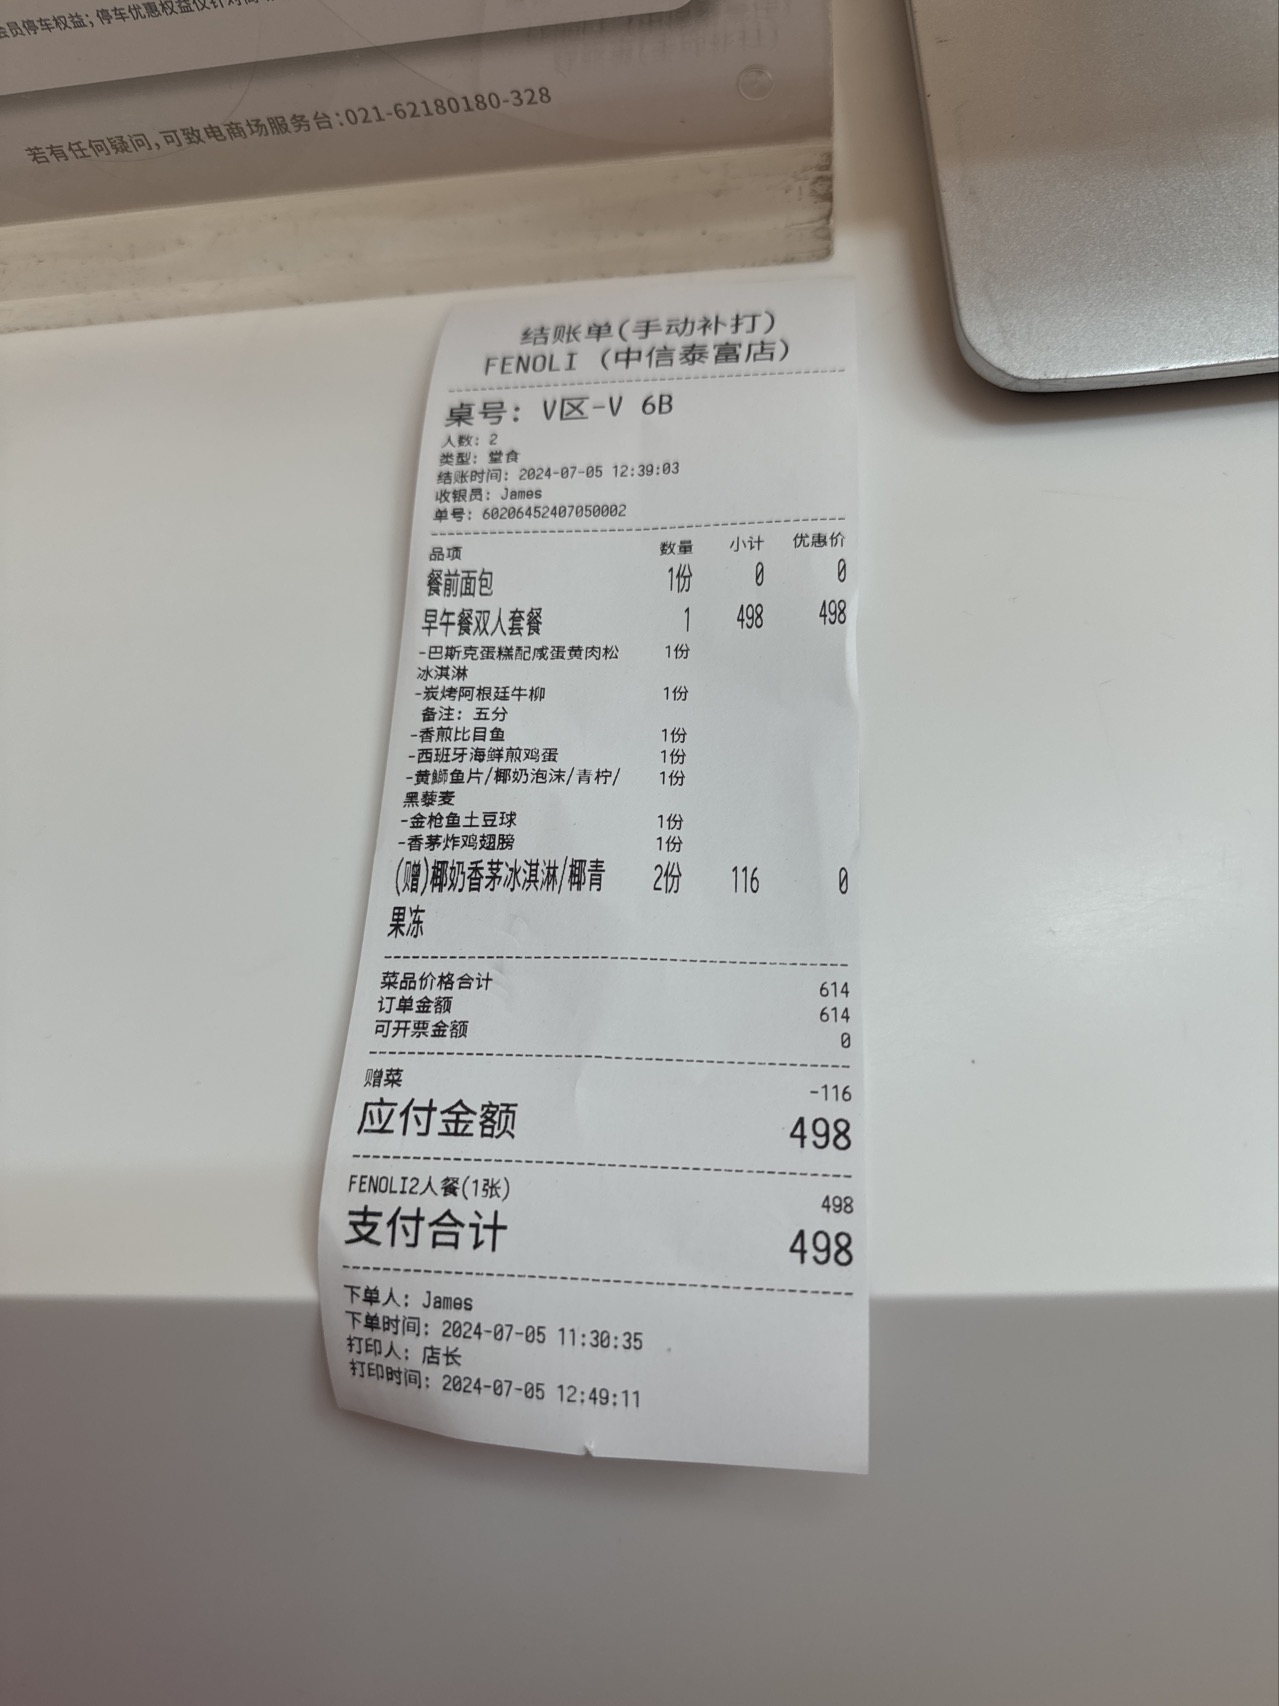 会员停车权益；停车优惠权益仅针对
若有任何疑问，可致电商场服务台：021-62180180-328
结账单(手动补打)
FENOLI (中信泰富店)
桌号: V区-V 6B
人数: 2
类型: 堂食
结账时间: 2024-07-05 12:39:03
收银员: James
单号: 60206452407050002
品项 数量 小计 优惠价
餐前面包 1份 0 0
早午餐双人套餐 1 498 498
-巴斯克蛋糕配咸蛋黄肉松 1份
冰淇淋
-炭烤阿根廷牛柳 1份
备注: 五分
-香煎比目鱼 1份
-西班牙海鲜煎鸡蛋 1份
-黄鰤鱼片/椰奶泡沫/青柠/ 1份
黑藜麦
-金枪鱼土豆球 1份
-香茅炸鸡翅膀 1份
(赠)椰奶香茅冰淇淋/椰青 2份 116 0
果冻
菜品价格合计 614
订单金额 614
可开票金额 0
赠菜 -116
应付金额 498
FENOLI2人餐(1张) 498
支付合计 498
下单人: James
下单时间: 2024-07-05 11:30:35
打印人: 店长
打印时间: 2024-07-05 12:49:11